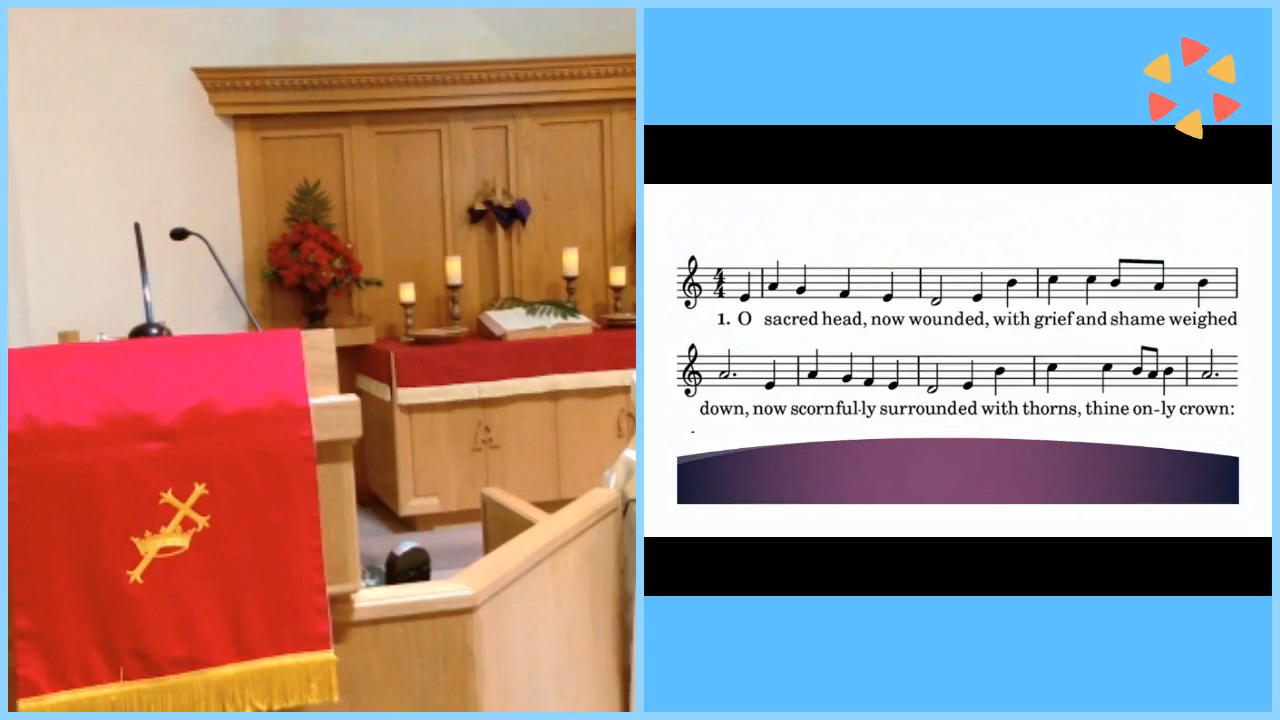 1. O sacred head, now wounded, with grief and shame weighed
down, now scornful-ly surrounded with thorns, thine on-ly crown: